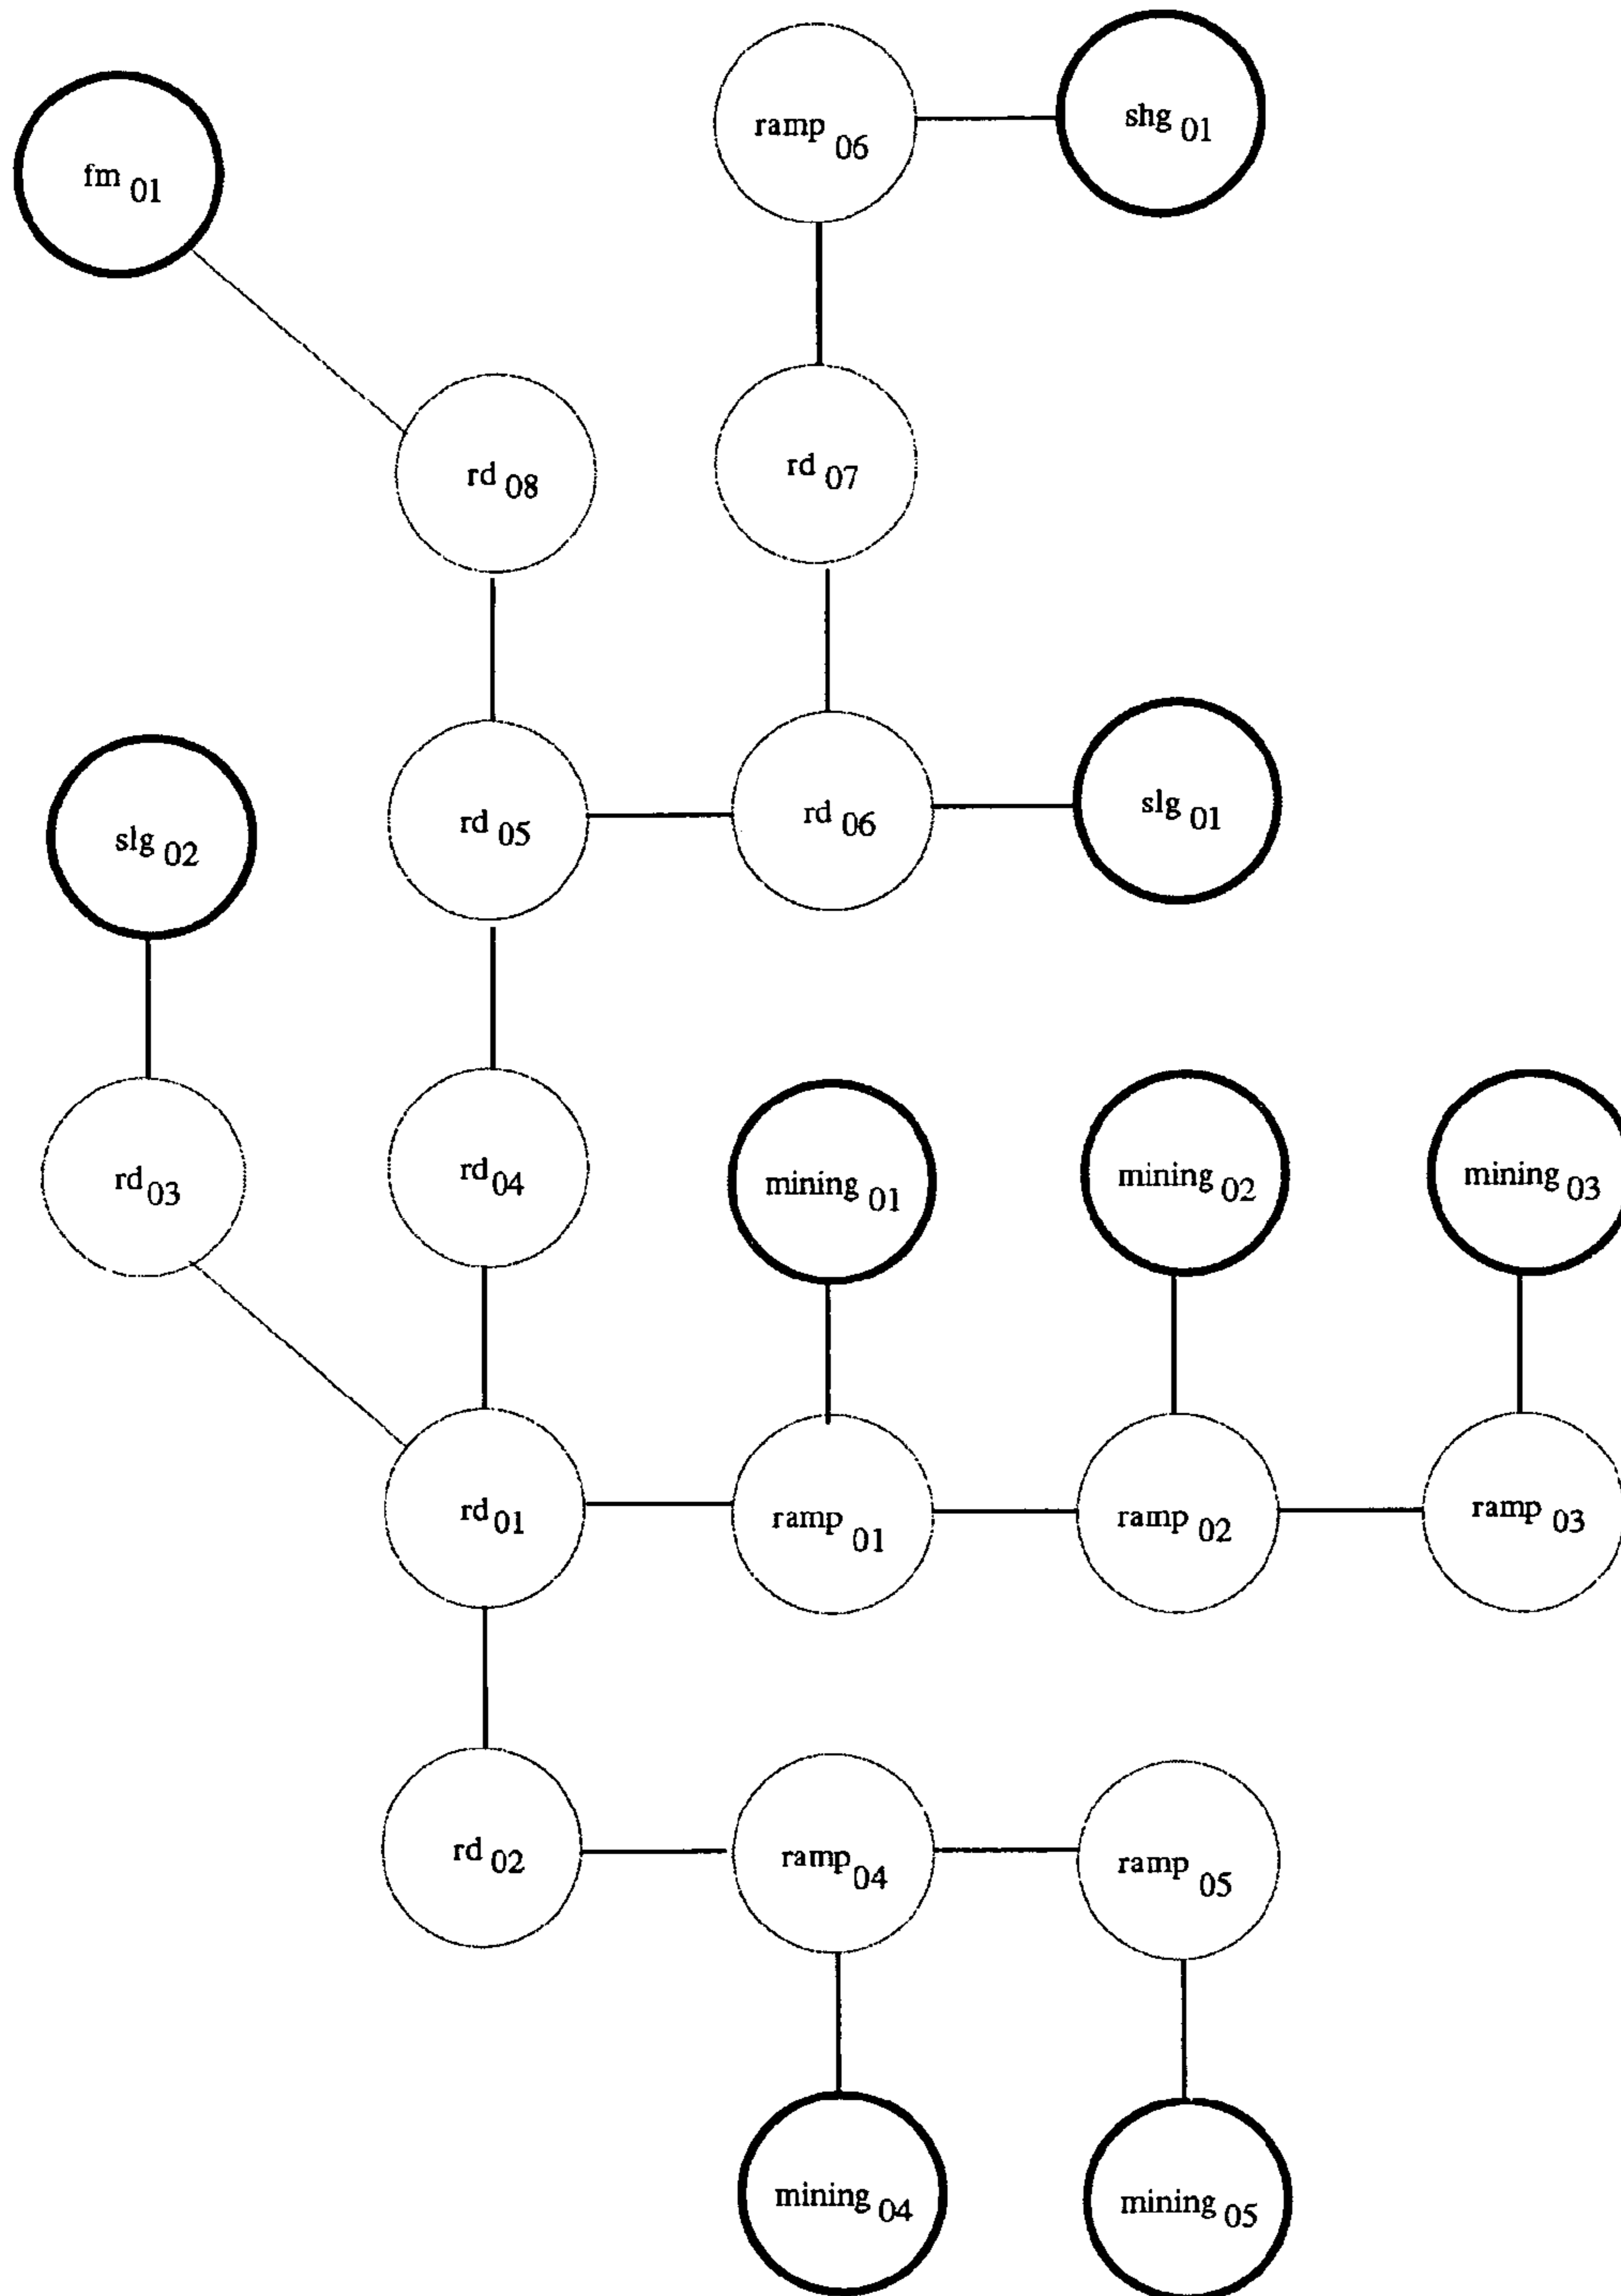 ramp 06
shg 01
fm 01
rd 08
rd 07
slg 02
rd 05
rd 06
slg 01
rd 03
rd 04
mining 01
mining 02
mining 03
rd 01
ramp 01
ramp 02
ramp 03
rd 02
ramp 04
ramp 05
mining 04
mining 05